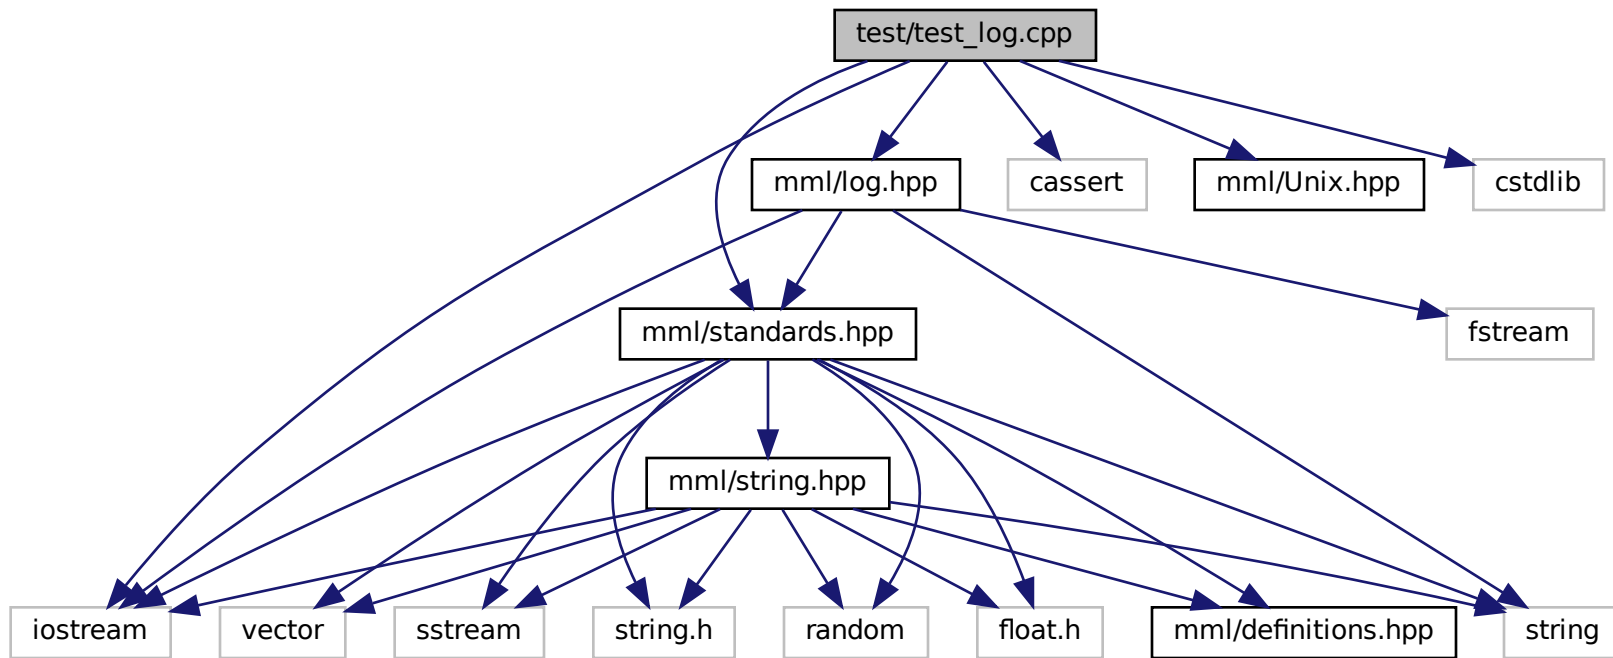 test/test_log.cpp
mml/log.hpp
cassert
mml/Unix.hpp
cstdlib
mml/standards.hpp
fstream
mml/string.hpp
iostream
vector
sstream
string.h
random
float.h
mml/definitions.hpp
string